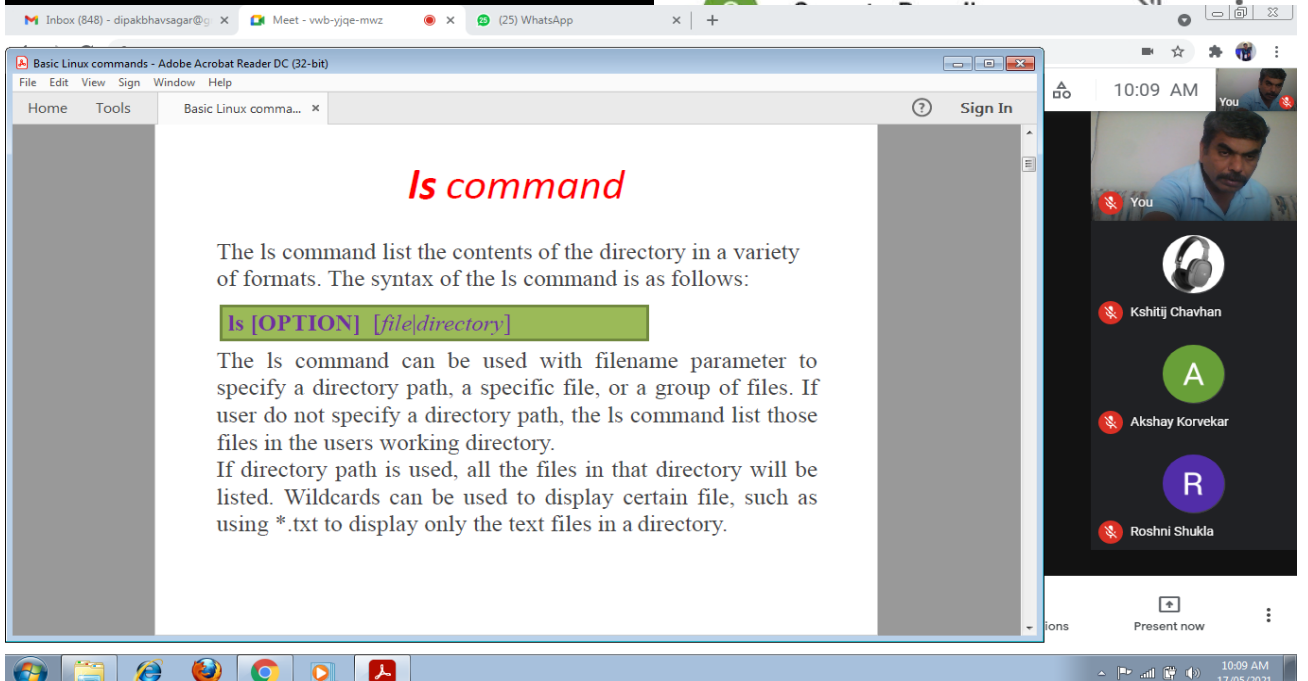 Inbox (848) - dipakbhavsagar@g
Meet - vwb-yjqe-mwz
(25) WhatsApp
Basic Linux commands - Adobe Acrobat Reader DC (32-bit)
File Edit View Sign Window Help
Home Tools Basic Linux comma... Sign In
10:09 AM
You
ls command
The ls command list the contents of the directory in a variety
of formats. The syntax of the ls command is as follows:
ls [OPTION] [file|directory]
The ls command can be used with filename parameter to
specify a directory path, a specific file, or a group of files. If
user do not specify a directory path, the ls command list those
files in the users working directory.
If directory path is used, all the files in that directory will be
listed. Wildcards can be used to display certain file, such as
using *.txt to display only the text files in a directory.
You
Kshitij Chavhan
A
Akshay Korvekar
R
Roshni Shukla
ions
Present now
10:09 AM
17/05/2021